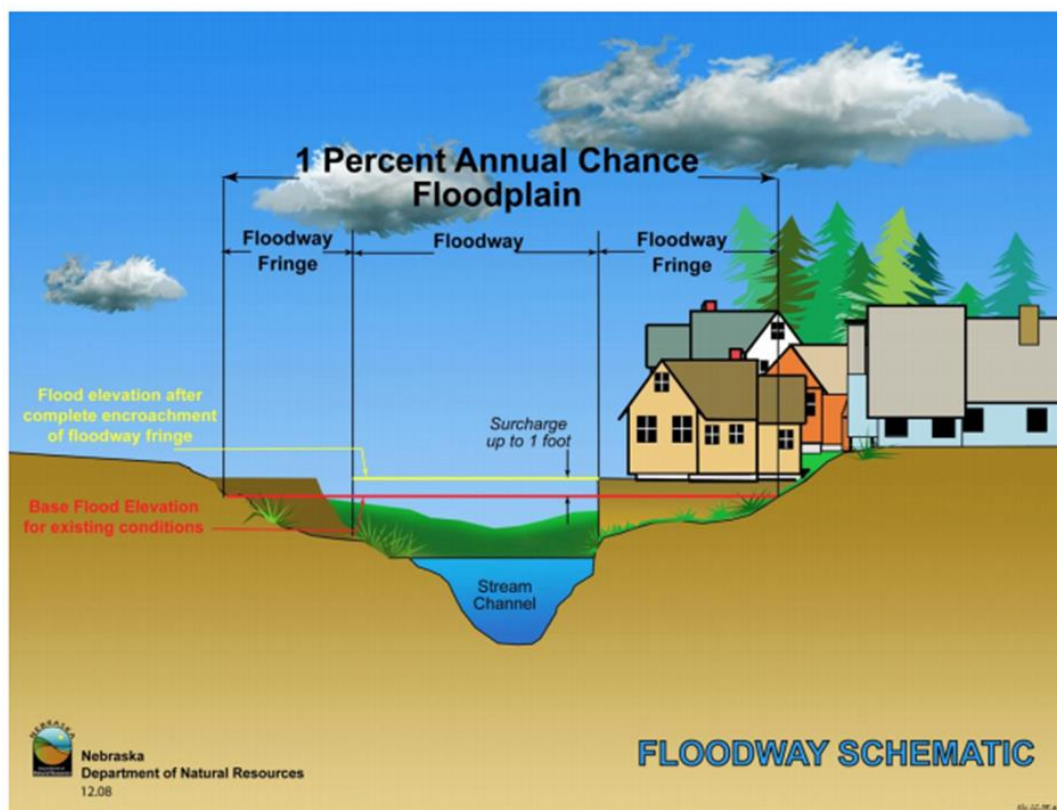 1 Percent Annual Chance
Floodplain
Floodway
Fringe
Floodway
Floodway
Fringe
Flood elevation after
complete encroachment
of floodway fringe
Surcharge
up to 1 foot
Base Flood Elevation
for existing conditions
Stream
Channel
NEBRASKA
Nebraska
Department of Natural Resources
12.08
FLOODWAY SCHEMATIC